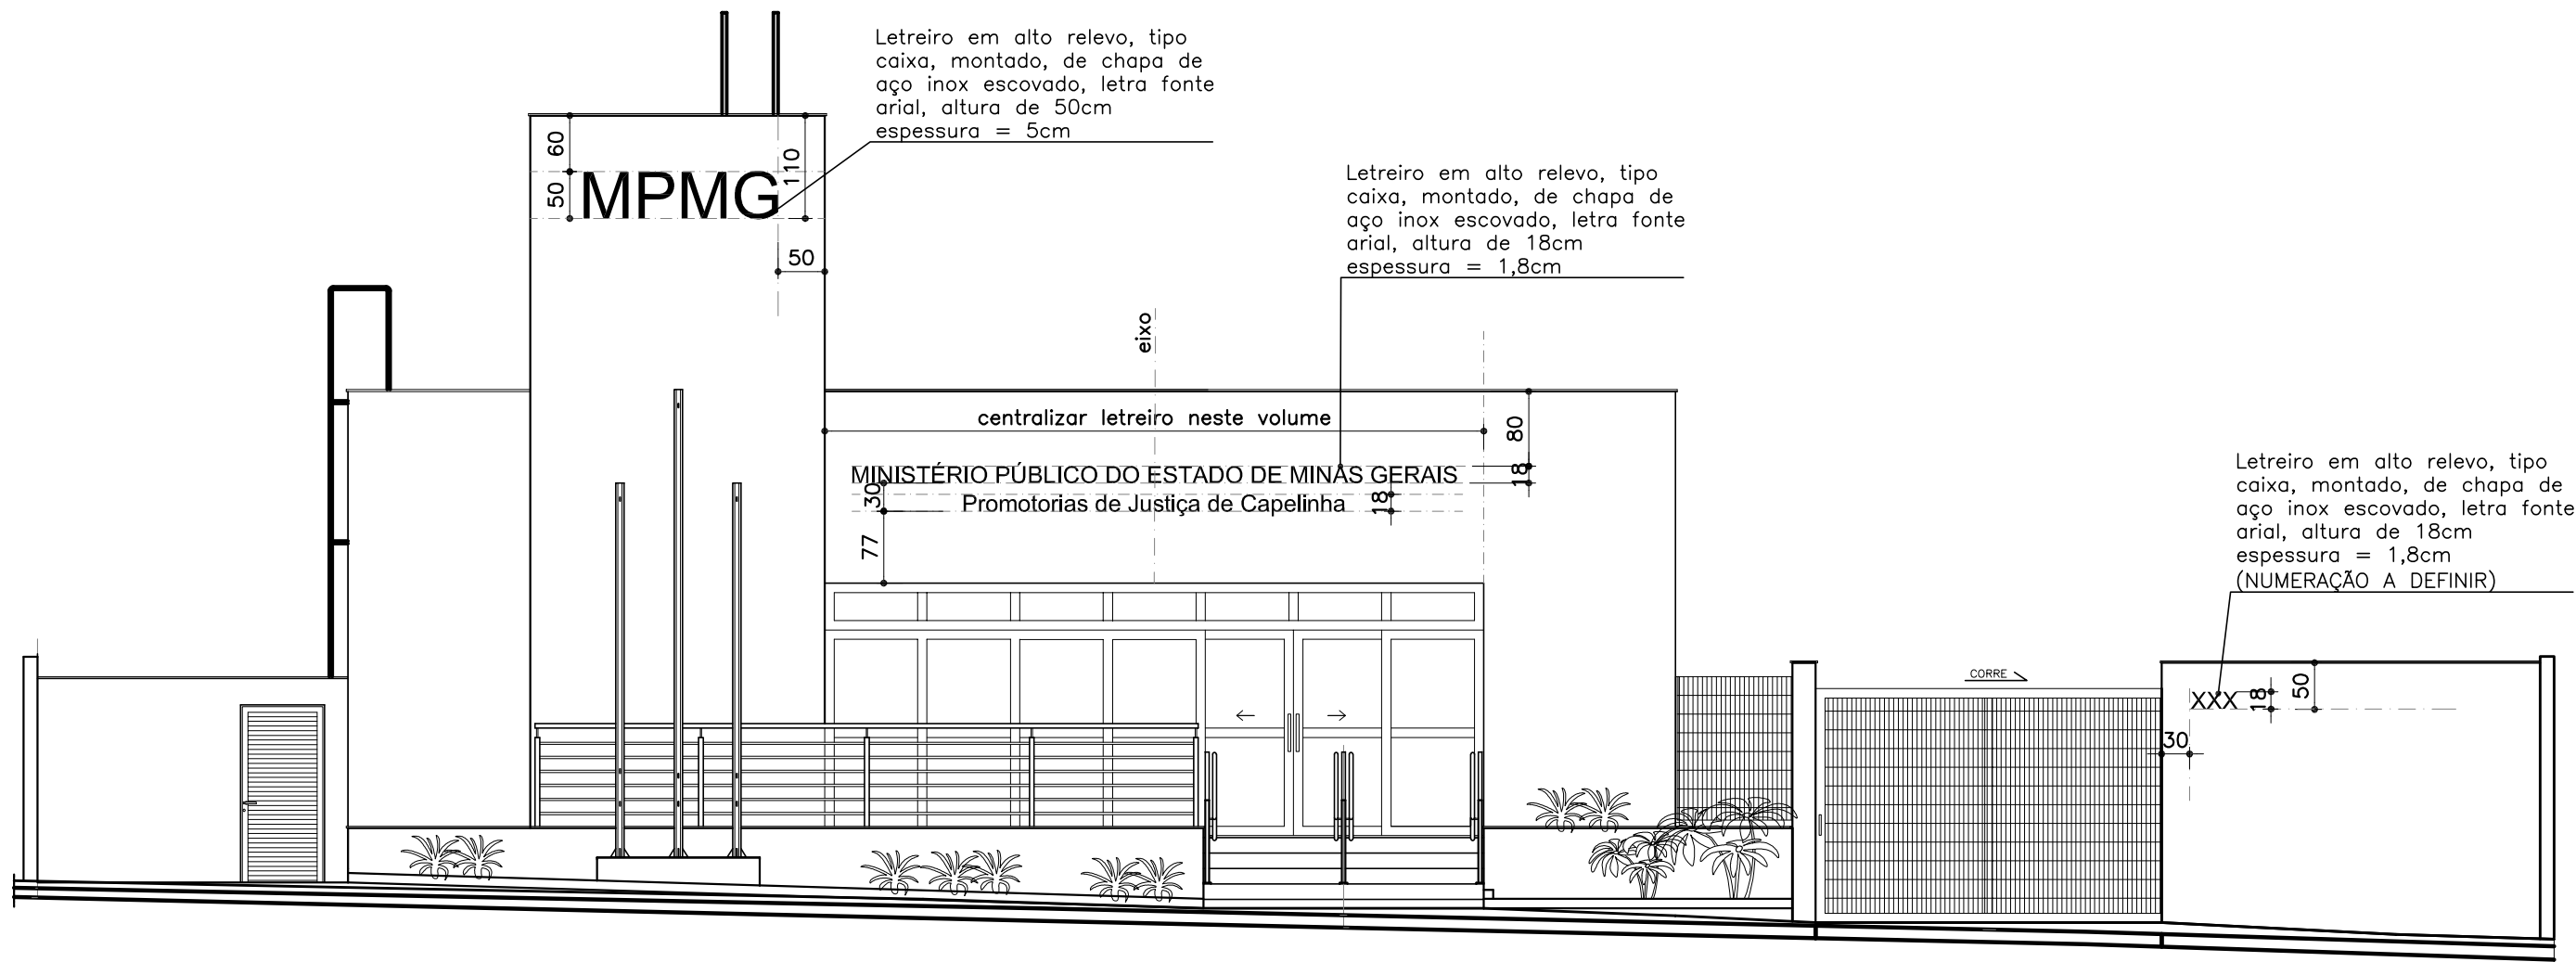 Letreiro em alto relevo, tipo
caixa, montado, de chapa de
aço inox escovado, letra fonte
arial, altura de 50cm
espessura = 5cm
60
50
110
MPMG
50
Letreiro em alto relevo, tipo
caixa, montado, de chapa de
aço inox escovado, letra fonte
arial, altura de 18cm
espessura = 1,8cm
eixo
centralizar letreiro neste volume
80
18
MINISTÉRIO PÚBLICO DO ESTADO DE MINAS GERAIS
30
Promotorias de Justiça de Capelinha
18
77
Letreiro em alto relevo, tipo
caixa, montado, de chapa de
aço inox escovado, letra fonte
arial, altura de 18cm
espessura = 1,8cm
(NUMERAÇÃO A DEFINIR)
CORRE
XXX
18
50
30